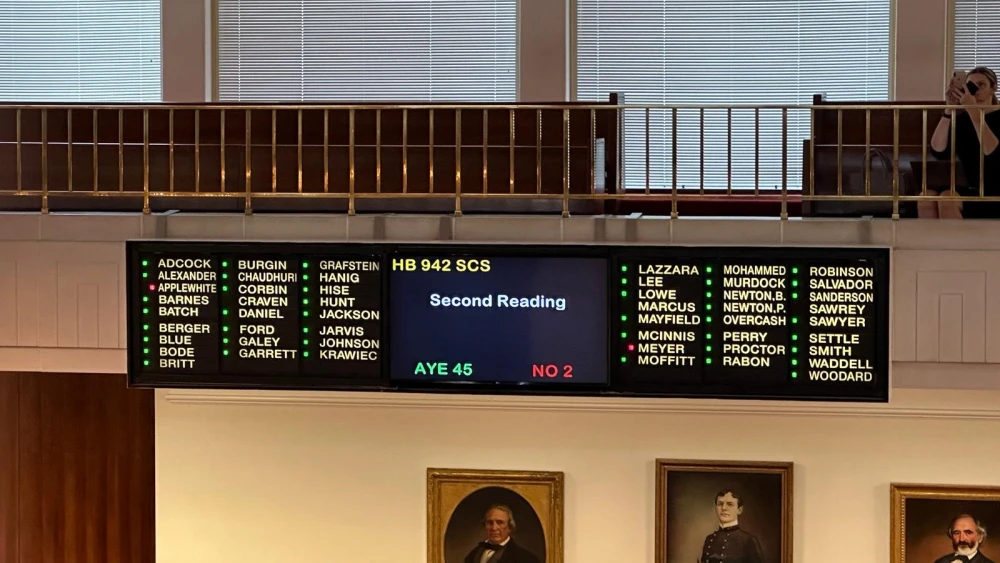 ADCOCK
ALEXANDER
APPLEWHITE
BARNES
BATCH
BERGER
BLUE
BODE
BRITT
BURGIN
CHAUDHURI
CORBIN
CRAVEN
DANIEL
FORD
GALEY
GARRETT
GRAFSTEIN
HANIG
HISE
HUNT
JACKSON
JARVIS
JOHNSON
KRAWIEC
HB 942 SCS
Second Reading
AYE 45 NO 2
LAZZARA
LEE
LOWE
MARCUS
MAYFIELD
MCINNIS
MEYER
MOFFITT
MOHAMMED
MURDOCK
NEWTON.B.
NEWTON.P.
OVERCASH
PERRY
PROCTOR
RABON
ROBINSON
SALVADOR
SANDERSON
SAWREY
SAWYER
SETTLE
SMITH
WADDELL
WOODARD